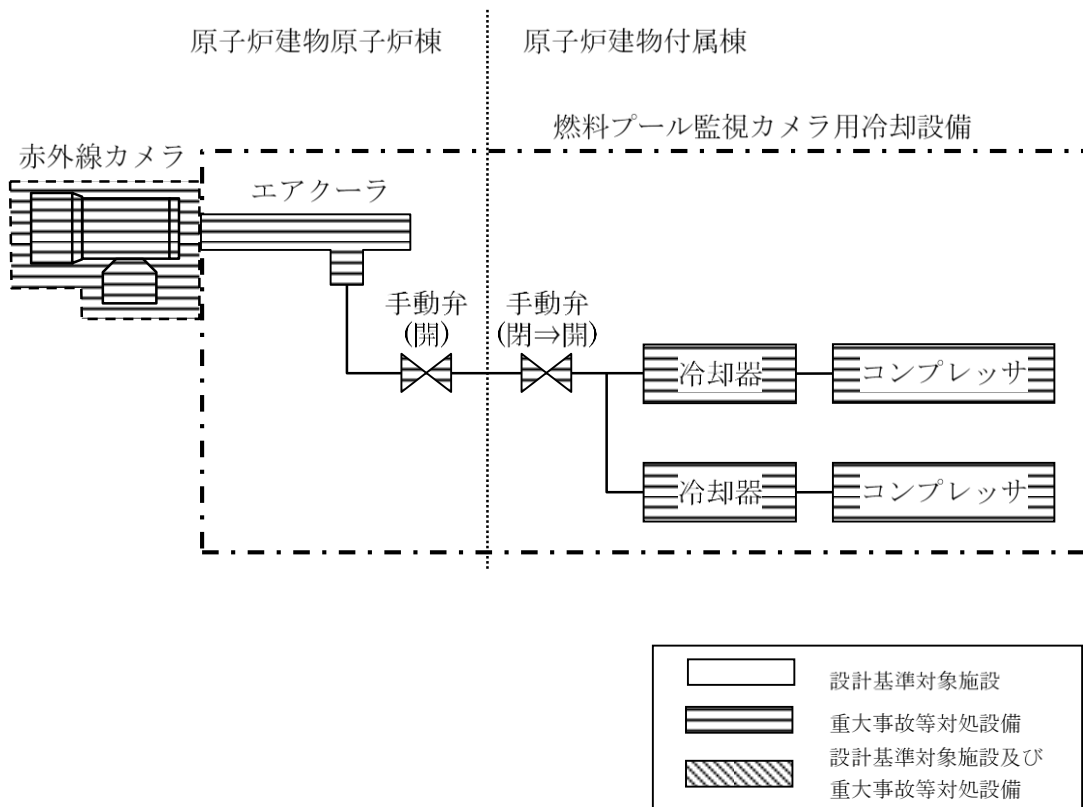 原子炉建物原子炉棟
原子炉建物付属棟
燃料プール監視カメラ用冷却設備
赤外線カメラ
エアクーラ
手動弁
(開)
手動弁
(閉⇒開)
冷却器
コンプレッサ
冷却器
コンプレッサ
設計基準対象施設
重大事故等対処設備
設計基準対象施設及び
重大事故等対処設備